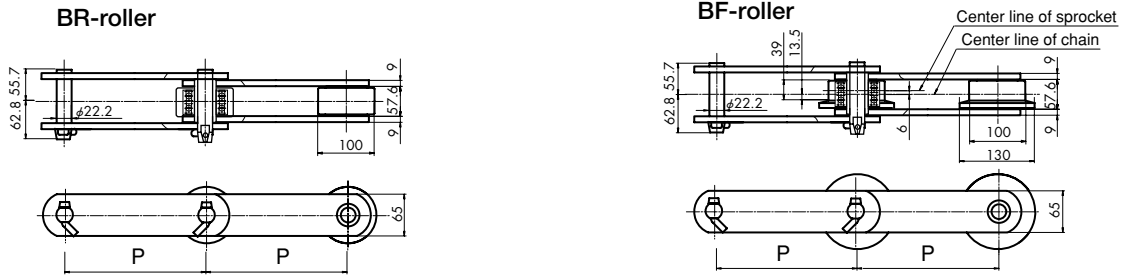 BR-roller
55.7
62.8
φ22.2
9
57.6
9
100
65
P
P
BF-roller
Center line of sprocket
Center line of chain
39
13.5
9
55.7
62.8
φ22.2
57.6
6
9
100
130
65
P
P